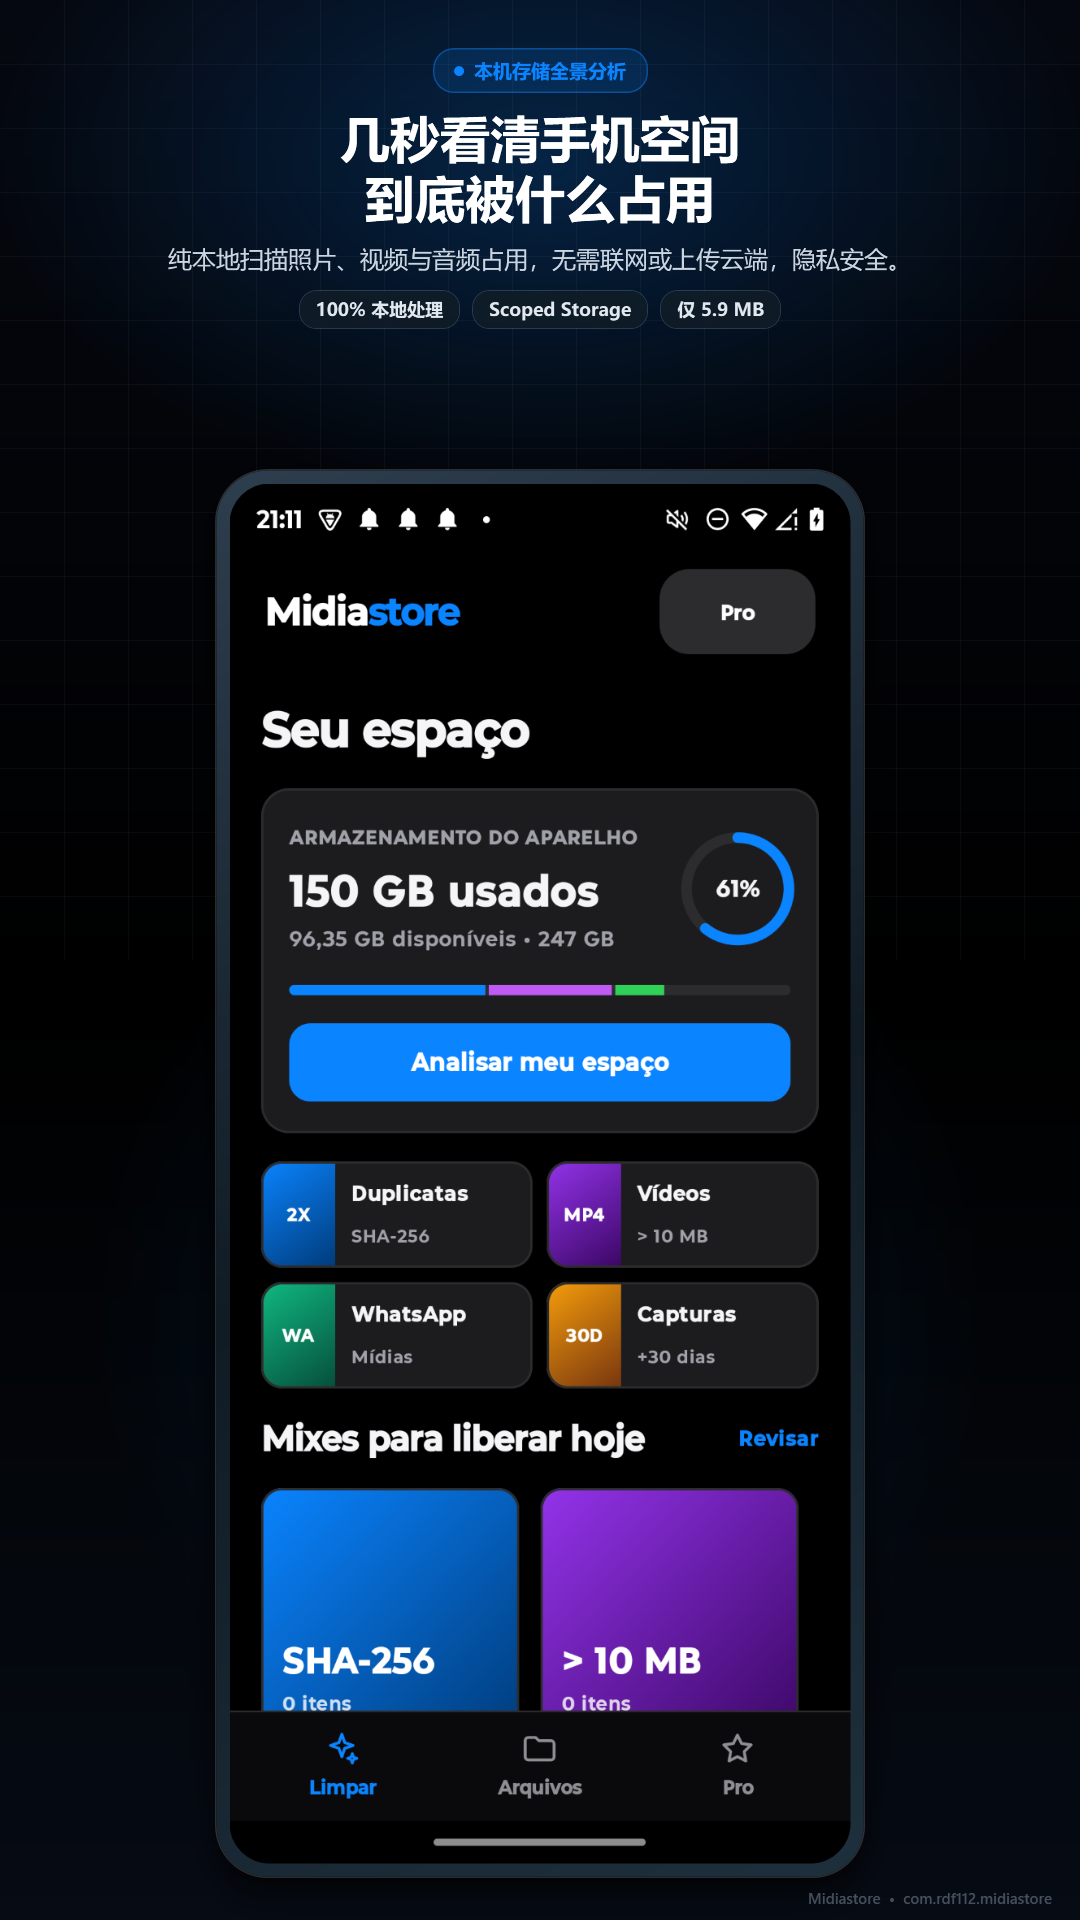 本机存储全景分析
几秒看清手机空间
到底被什么占用
纯本地扫描照片、视频与音频占用，无需联网或上传云端，隐私安全。
100% 本地处理
Scoped Storage
仅 5.9 MB
21:11
Midiastore
Pro
Seu espaço
ARMAZENAMENTO DO APARELHO
150 GB usados
61%
96,35 GB disponíveis • 247 GB
Analisar meu espaço
2X
Duplicatas
SHA-256
MP4
Vídeos
> 10 MB
WA
WhatsApp
Mídias
30D
Capturas
+30 dias
Mixes para liberar hoje
Revisar
SHA-256
0 itens
> 10 MB
0 itens
Limpar
Arquivos
Pro
Midiastore • com.rdf112.midiastore